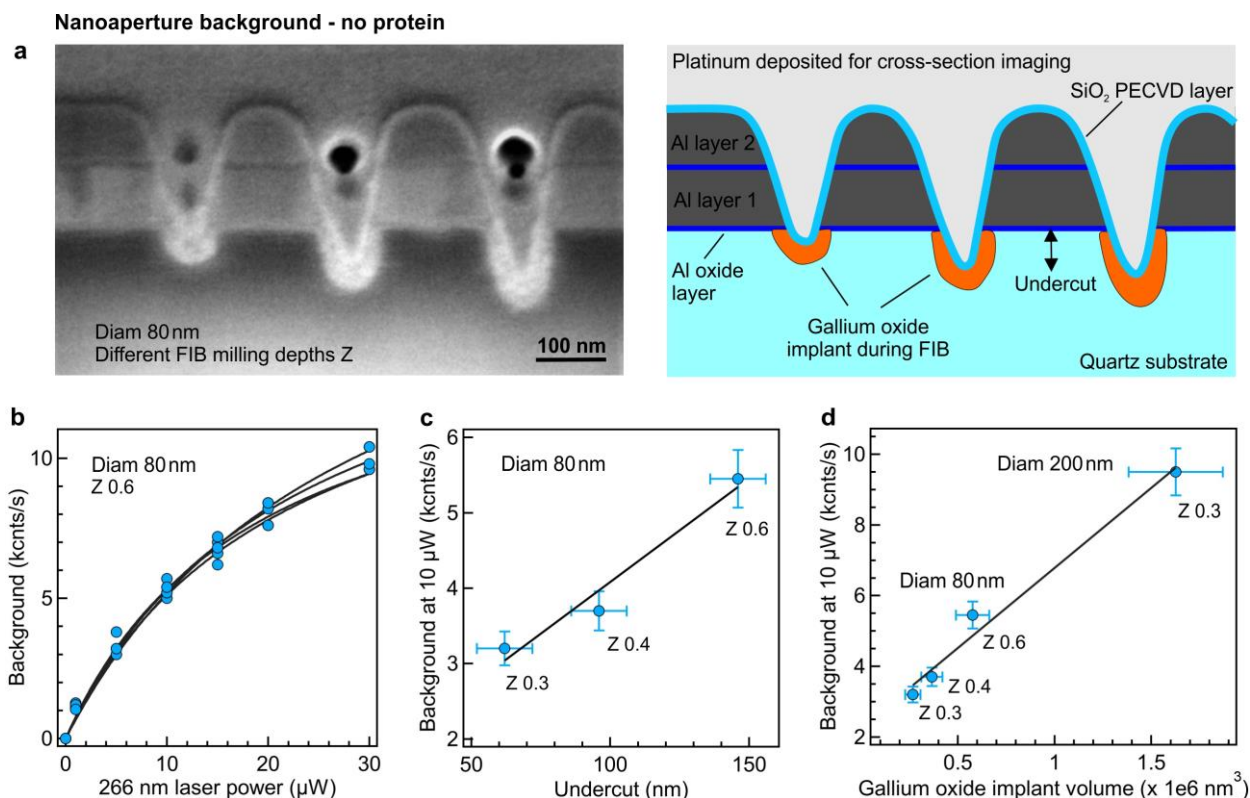 Nanoaperture background - no protein
a
Diam 80 nm
Different FIB milling depths Z
100 nm
Platinum deposited for cross-section imaging
SiO₂ PECVD layer
Al layer 2
Al layer 1
Al oxide
layer
Undercut
Gallium oxide
implant during FIB
Quartz substrate
b
Diam 80 nm
Z 0.6
Background (kcnts/s)
10
5
0
0 10 20 30
266 nm laser power (µW)
c
Diam 80 nm
Background at 10 µW (kcnts/s)
6
5
4
3
2
Z 0.6
Z 0.4
Z 0.3
50 100 150
Undercut (nm)
d
Diam 200 nm
Z 0.3
Diam 80 nm
Z 0.6
Z 0.4
Z 0.3
Background at 10 µW (kcnts/s)
10
8
6
4
2
0.5 1.0 1.5
Gallium oxide implant volume (x 1e6 nm³)